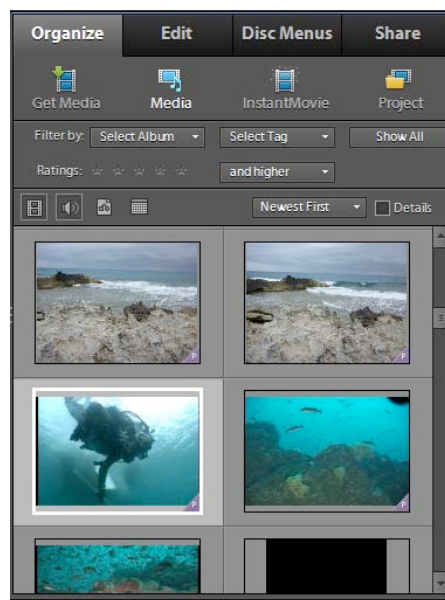 Organize Edit Disc Menus Share
Get Media Media InstantMovie Project
Filter by: Select Album Select Tag Show All
Ratings: and higher
Newest First Details
P P
P P